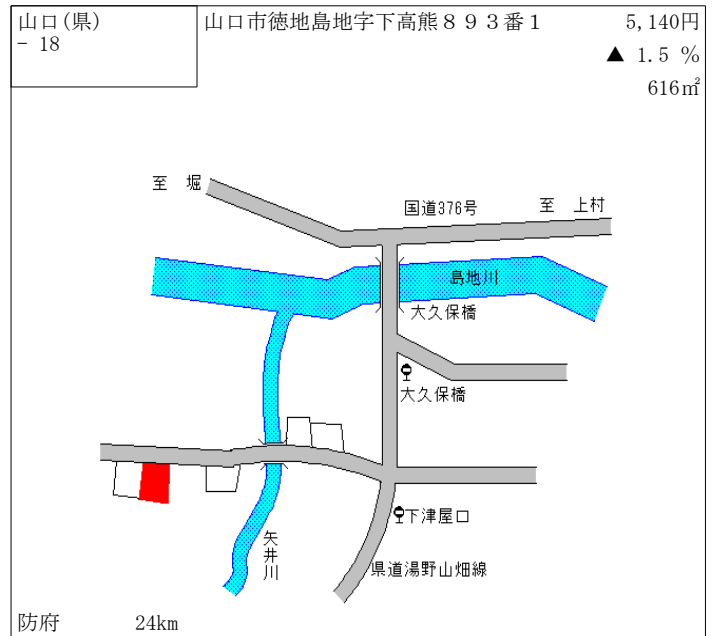 山口(県)
- 18
山口市徳地島地字下高熊８９３番１
5,140円
▲ 1.5 %
616㎡
至 堀
国道376号
至 上村
島地川
大久保橋
大久保橋
下津屋口
矢井川
県道湯野山畑線
防府 24km